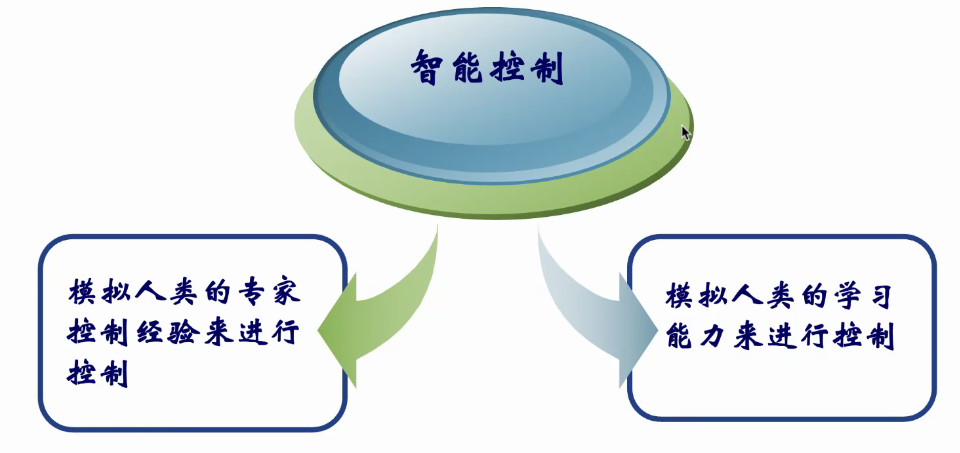 智能控制
模拟人类的专家
控制经验来进行
控制
模拟人类的学习
能力来进行控制